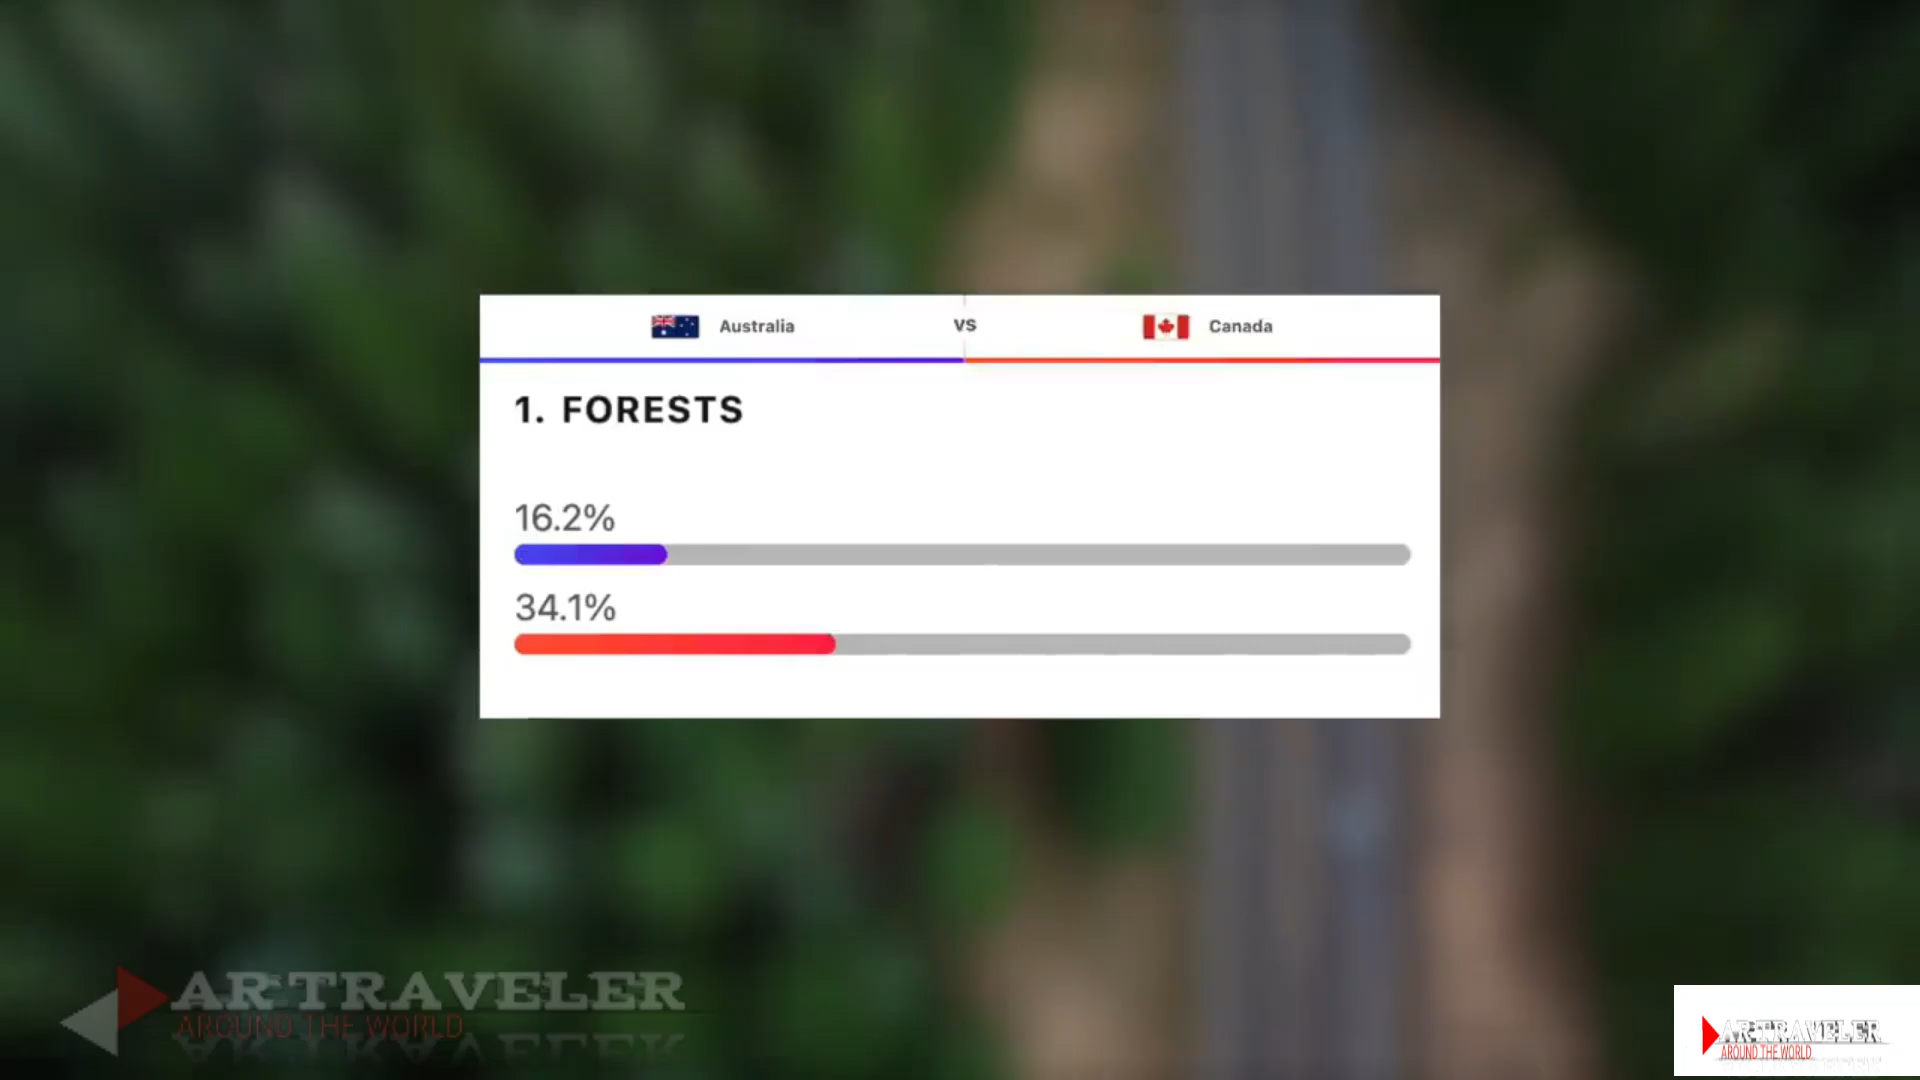 Australia
VS
Canada
1. FORESTS
16.2%
34.1%
ARTRAVELER
AROUND THE WORLD
ARTRAVELER
AROUND THE WORLD